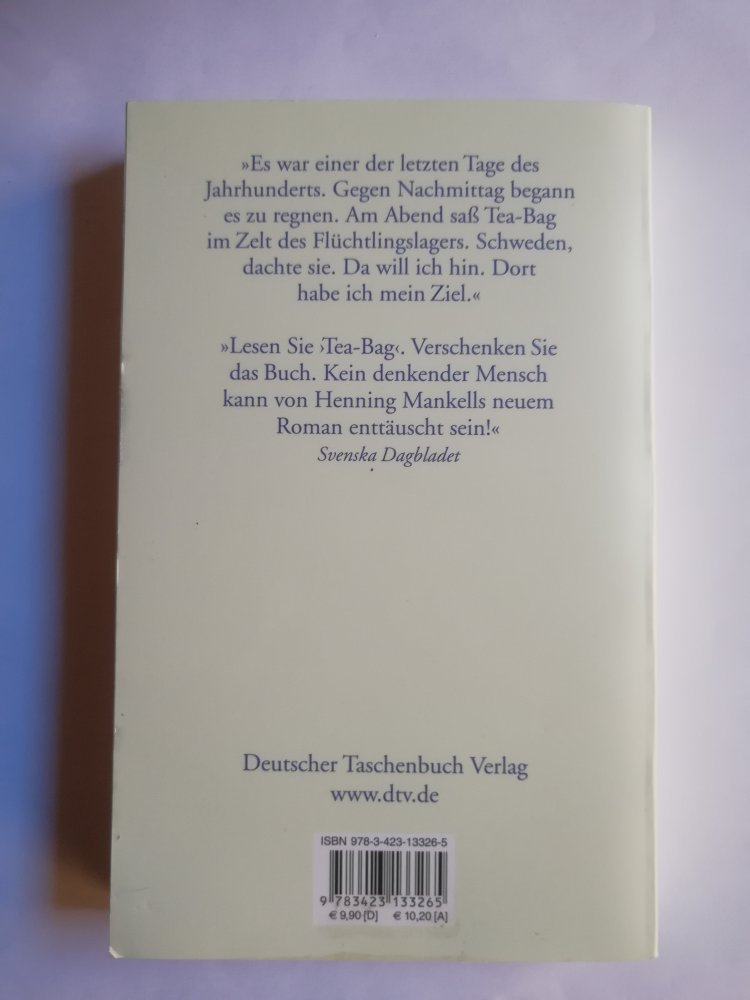 »Es war einer der letzten Tage des
Jahrhunderts. Gegen Nachmittag begann
es zu regnen. Am Abend saß Tea-Bag
im Zelt des Flüchtlingslagers. Schweden,
dachte sie. Da will ich hin. Dort
habe ich mein Ziel.«
»Lesen Sie ›Tea-Bag‹. Verschenken Sie
das Buch. Kein denkender Mensch
kann von Henning Mankells neuem
Roman enttäuscht sein!«
Svenska Dagbladet
Deutscher Taschenbuch Verlag
www.dtv.de
ISBN 978-3-423-13326-5
9 783423 133265
€ 9,90 [D] € 10,20 [A]